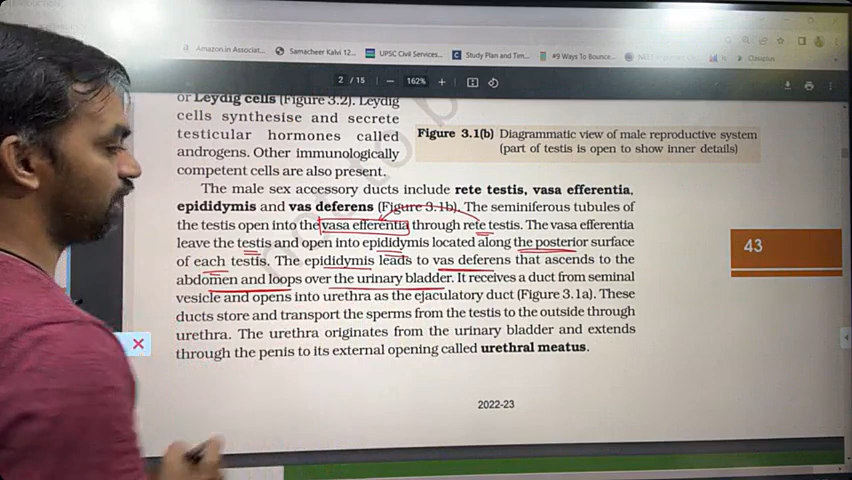 Amazon.in Associat...
Samacheer Kalvi 12...
UPSC Civil Services...
Study Plan and Tim...
#9 Ways To Bounce...
2 / 15
162%
or Leydig cells (Figure 3.2). Leydig
cells synthesise and secrete
testicular hormones called
androgens. Other immunologically
competent cells are also present.
Figure 3.1(b) Diagrammatic view of male reproductive system
(part of testis is open to show inner details)
The male sex accessory ducts include rete testis, vasa efferentia,
epididymis and vas deferens (Figure 3.1b). The seminiferous tubules of
the testis open into the vasa efferentia through rete testis. The vasa efferentia
leave the testis and open into epididymis located along the posterior surface
of each testis. The epididymis leads to vas deferens that ascends to the
abdomen and loops over the urinary bladder. It receives a duct from seminal
vesicle and opens into urethra as the ejaculatory duct (Figure 3.1a). These
ducts store and transport the sperms from the testis to the outside through
urethra. The urethra originates from the urinary bladder and extends
through the penis to its external opening called urethral meatus.
43
2022-23